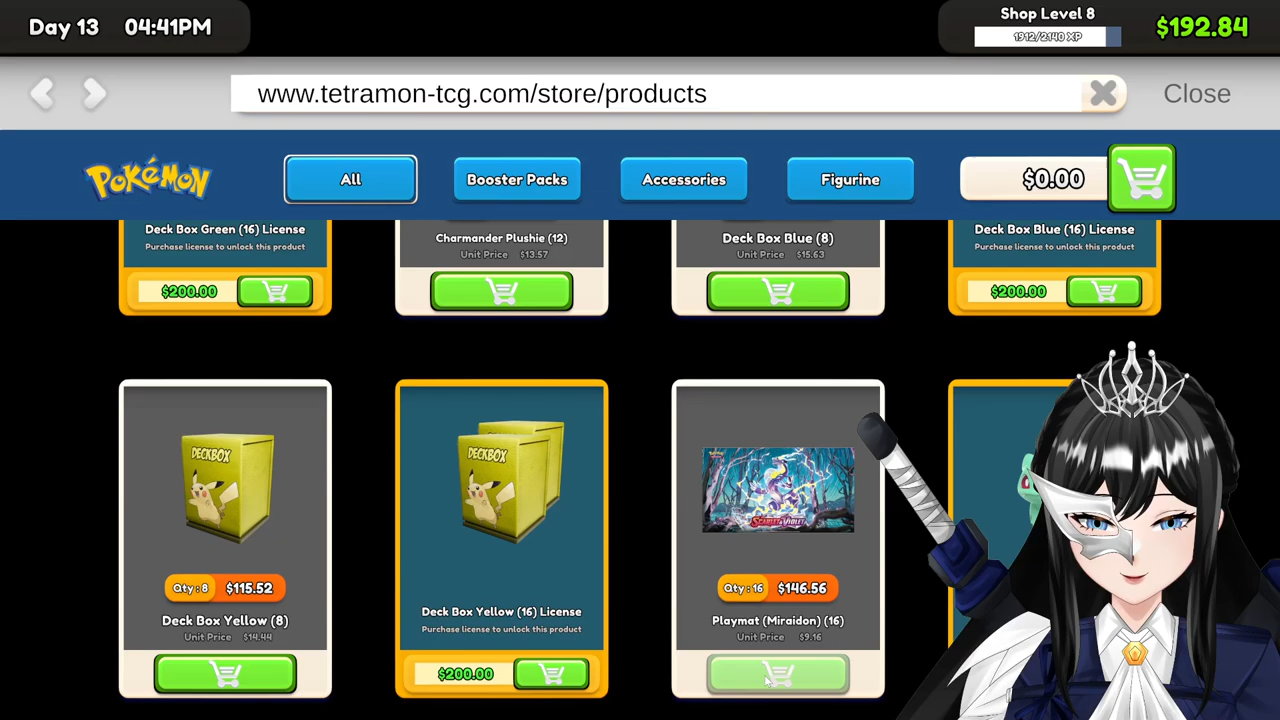 Day 13 04:41PM
Shop Level 8
1912/2140 XP
$192.84
www.tetramon-tcg.com/store/products
Close
POKéMON
All
Booster Packs
Accessories
Figurine
$0.00
Deck Box Green (16) License
Purchase license to unlock this product
$200.00
Charmander Plushie (12)
Unit Price $13.57
Deck Box Blue (8)
Unit Price $15.63
Deck Box Blue (16) License
Purchase license to unlock this product
$200.00
DECKBOX
Qty : 8 $115.52
Deck Box Yellow (8)
Unit Price $14.44
DECKBOX
Deck Box Yellow (16) License
Purchase license to unlock this product
$200.00
SCARLET VIOLET
Qty : 16 $146.56
Playmat (Miraidon) (16)
Unit Price $9.16